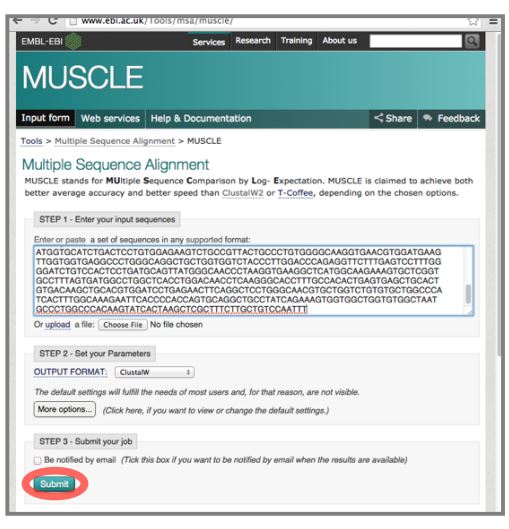 www.ebi.ac.uk/Tools/msa/muscle/
EMBL-EBI Services Research Training About us
MUSCLE
Input form Web services Help & Documentation Share Feedback
Tools > Multiple Sequence Alignment > MUSCLE
Multiple Sequence Alignment
MUSCLE stands for MUltiple Sequence Comparison by Log- Expectation. MUSCLE is claimed to achieve both
better average accuracy and better speed than ClustalW2 or T-Coffee, depending on the chosen options.
STEP 1 - Enter your input sequences
Enter or paste a set of sequences in any supported format:
ATGGTGCATCTGACTCCTGTGGAGAAGTCTGCCGTTACTGCCCTGTGGGGCAAGGTGAACGTGGATGAAG
TTGGTGGTGAGGCCCTGGGCAGGCTGCTGGTGGTCTACCCTTGGACCCAGAGGTTCTTTGAGTCCTTTGG
GGATCTGTCCACTCCTGATGCAGTTATGGGCAACCCTAAGGTGAAGGCTCATGGCAAGAAAGTGCTCGGT
GCCTTTAGTGATGGCCTGGCTCACCTGGACAACCTCAAGGGCACCTTTGCCACACTGAGTGAGCTGCACT
GTGACAAGCTGCACGTGGATCCTGAGAACTTCAGGCTCCTGGGCAACGTGCTGGTCTGTGTGCTGGCCCA
TCACTTTGGCAAAGAATTCACCCCACCAGTGCAGGCTGCCTATCAGAAAGTGGTGGCTGGTGTGGCTAAT
GCCCTGGCCCACAAGTATCACTAAGCTCGCTTTCTTGCTGTCCAATTT
Or upload a file: Choose File No file chosen
STEP 2 - Set your Parameters
OUTPUT FORMAT: ClustalW
The default settings will fulfill the needs of most users and, for that reason, are not visible.
More options... (Click here, if you want to view or change the default settings.)
STEP 3 - Submit your job
Be notified by email (Tick this box if you want to be notified by email when the results are available)
Submit